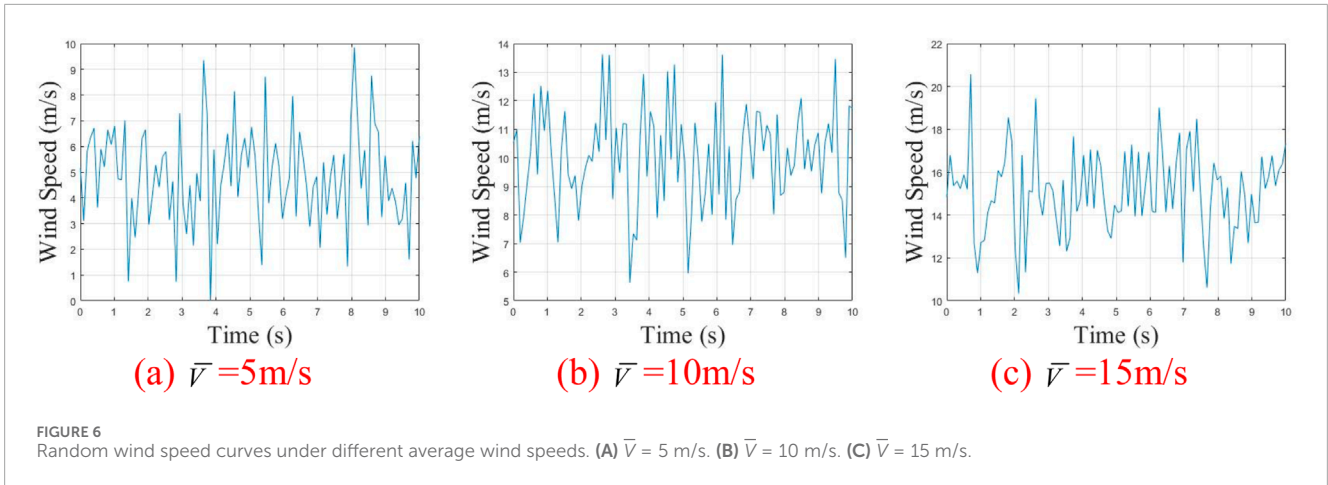 10
9
8
7
6
5
4
3
2
1
0
Wind Speed (m/s)
0 1 2 3 4 5 6 7 8 9 10
Time (s)
(a) V̅ =5m/s
14
13
12
11
10
9
8
7
6
5
Wind Speed (m/s)
0 1 2 3 4 5 6 7 8 9 10
Time (s)
(b) V̅ =10m/s
22
20
18
16
14
12
10
Wind Speed (m/s)
0 1 2 3 4 5 6 7 8 9 10
Time (s)
(c) V̅ =15m/s
FIGURE 6
Random wind speed curves under different average wind speeds. (A) V̅ = 5 m/s. (B) V̅ = 10 m/s. (C) V̅ = 15 m/s.